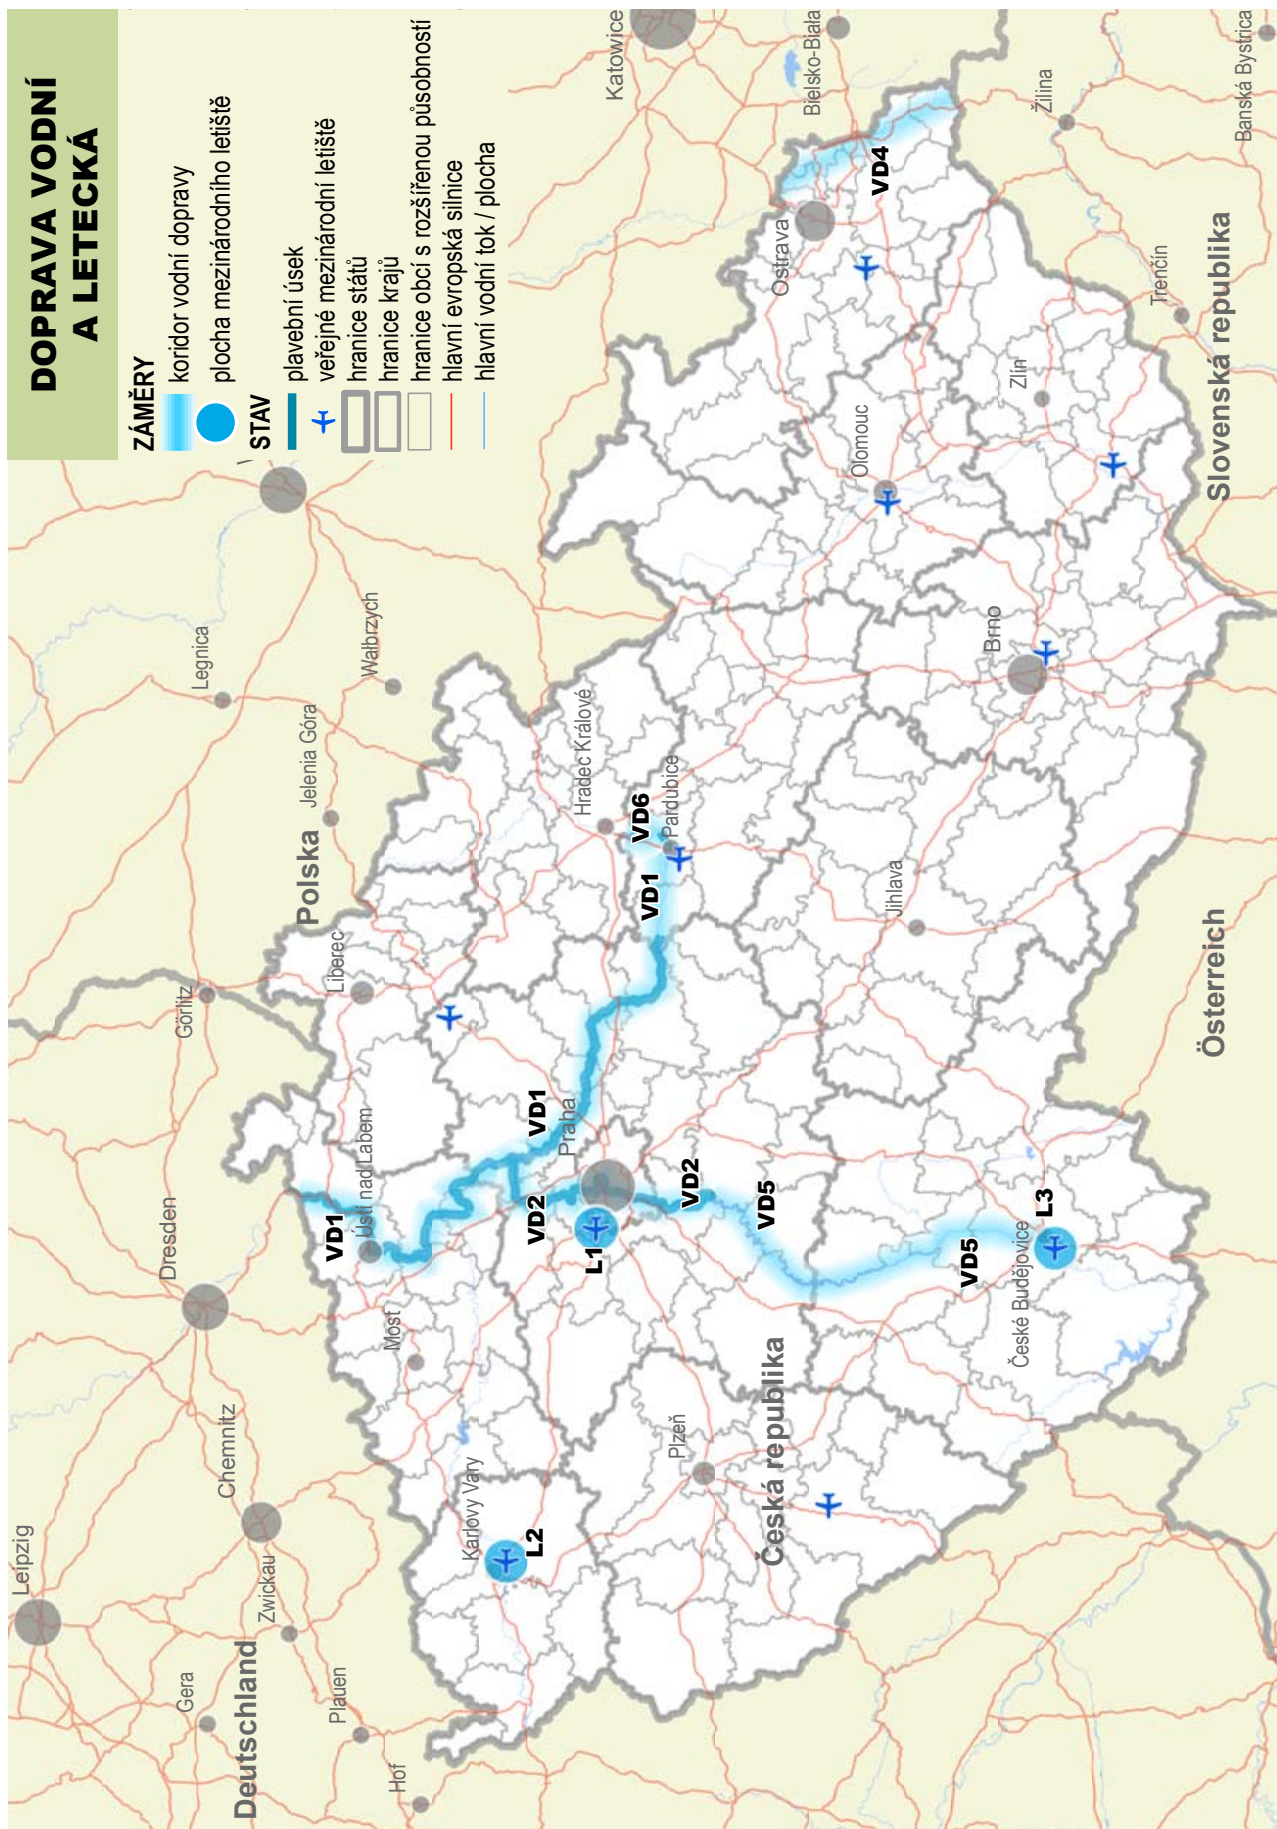 DOPRAVA VODNÍ
A LETECKÁ
ZÁMĚRY
koridor vodní dopravy
plocha mezinárodního letiště
STAV
plavební úsek
veřejné mezinárodní letiště
hranice států
hranice krajů
hranice obcí s rozšířenou působností
hlavní evropská silnice
hlavní vodní tok / plocha
Leipzig
Gera
Zwickau
Chemnitz
Dresden
Görlitz
Legnica
Jelenia Góra
Wałbrzych
Katowice
Bielsko-Biała
Deutschland
Plauen
Hof
Polska
Most
VD1
Ústí nad Labem
Liberec
Karlovy Vary
L2
VD1
Praha
VD2
L1
VD2
VD5
Hradec Králové
VD6
Pardubice
VD1
Ostrava
VD4
Žilina
Banská Bystrica
Plzeň
Česká republika
Jihlava
Olomouc
Zlín
Trenčín
Slovenská republika
VD5
České Budějovice
L3
Brno
Österreich